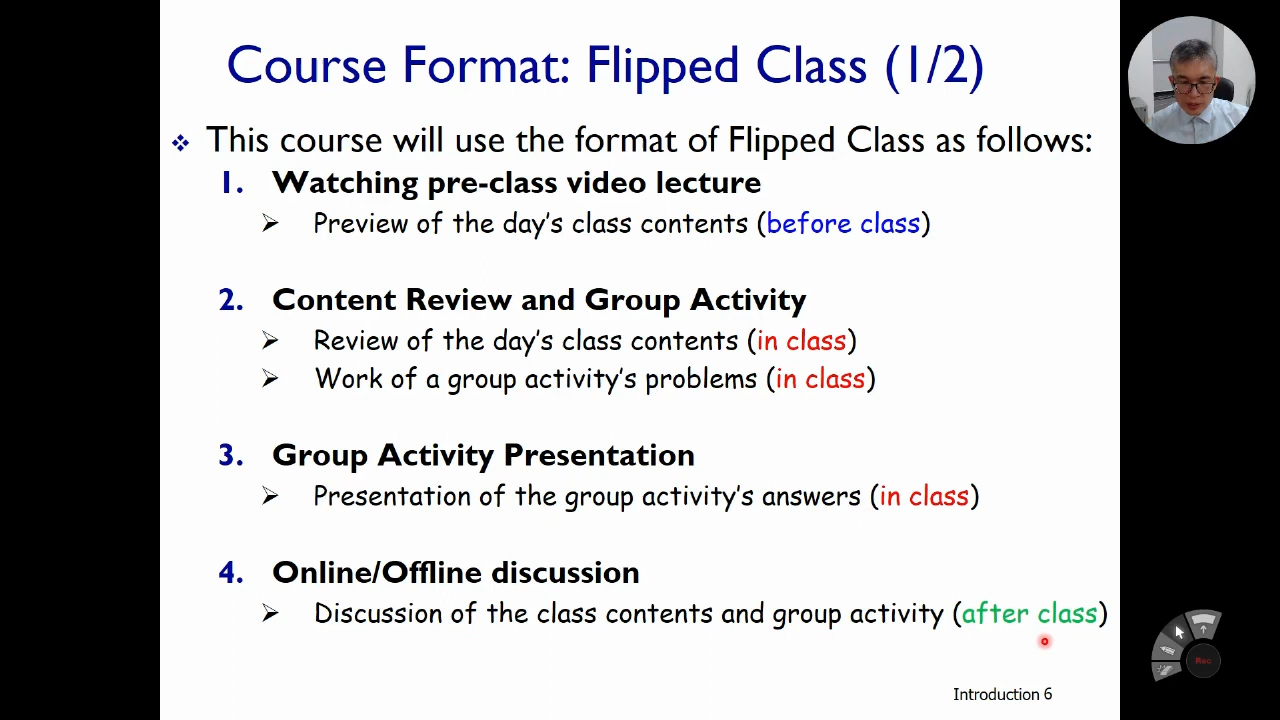 Course Format: Flipped Class (1/2)
This course will use the format of Flipped Class as follows:
1. Watching pre-class video lecture
Preview of the day's class contents (before class)
2. Content Review and Group Activity
Review of the day's class contents (in class)
Work of a group activity's problems (in class)
3. Group Activity Presentation
Presentation of the group activity's answers (in class)
4. Online/Offline discussion
Discussion of the class contents and group activity (after class)
Rec
Introduction 6